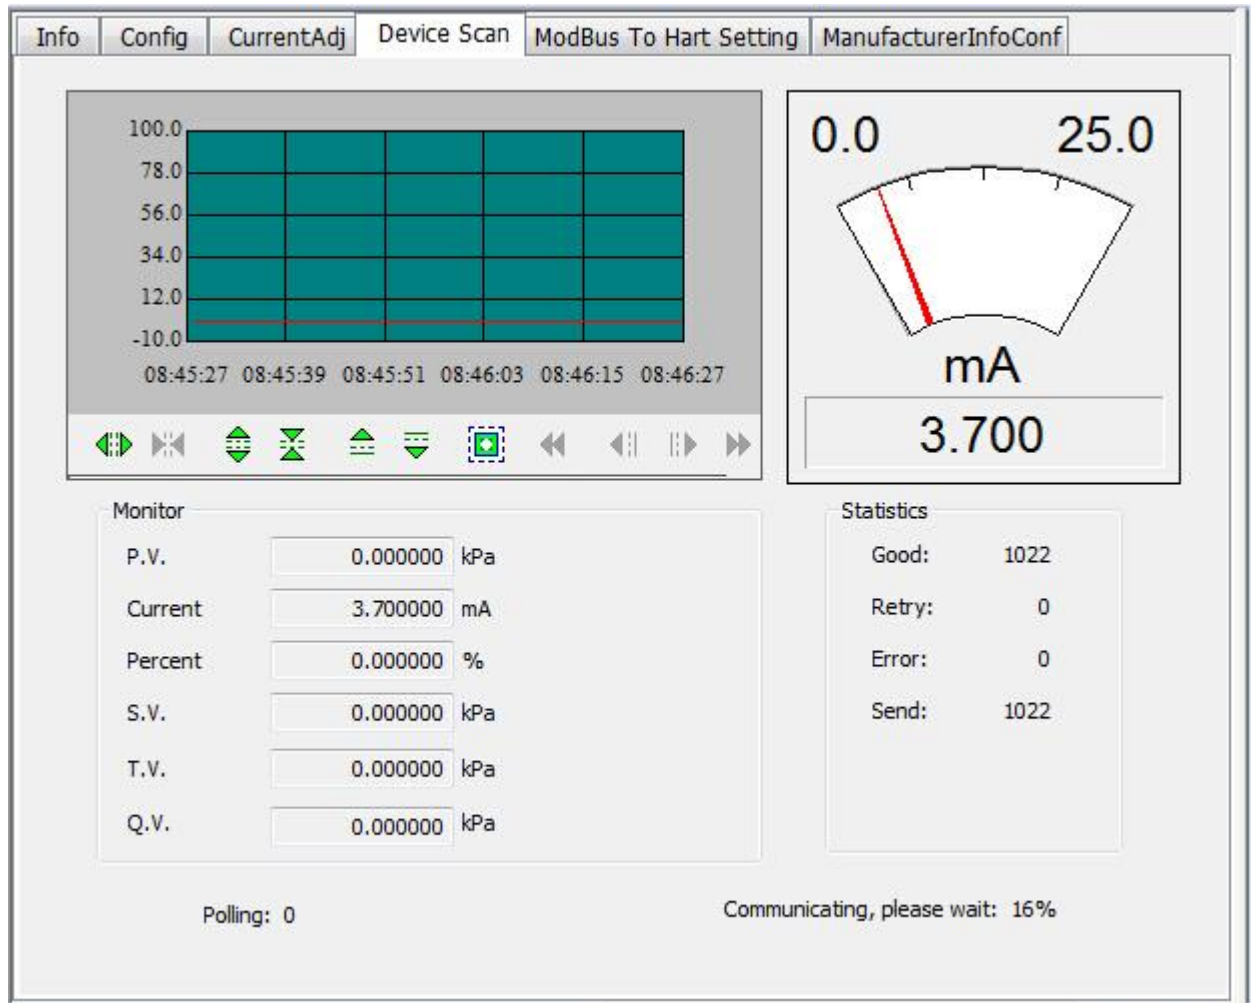 Info Config CurrentAdj Device Scan ModBus To Hart Setting ManufacturerInfoConf
100.0
78.0
56.0
34.0
12.0
-10.0
08:45:27 08:45:39 08:45:51 08:46:03 08:46:15 08:46:27
0.0 25.0
mA
3.700
Monitor
P.V. 0.000000 kPa
Current 3.700000 mA
Percent 0.000000 %
S.V. 0.000000 kPa
T.V. 0.000000 kPa
Q.V. 0.000000 kPa
Statistics
Good: 1022
Retry: 0
Error: 0
Send: 1022
Polling: 0
Communicating, please wait: 16%